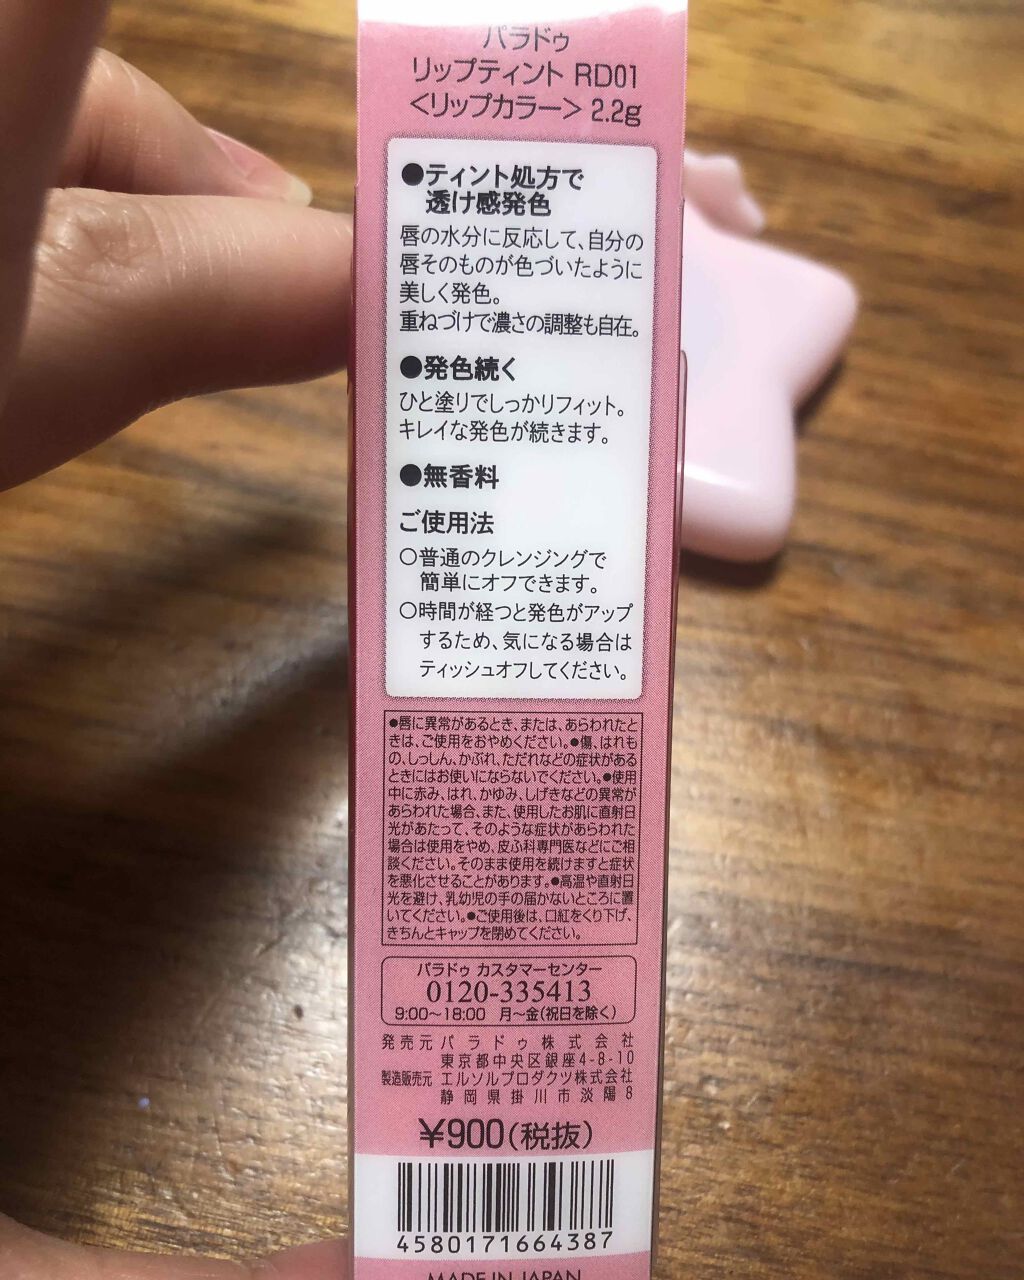 パラドゥ
リップティント RD01
<リップカラー> 2.2g
●ティント処方で
透け感発色
唇の水分に反応して、自分の
唇そのものが色づいたように
美しく発色。
重ねづけで濃さの調整も自在。
●発色続く
ひと塗りでしっかりフィット。
キレイな発色が続きます。
●無香料
ご使用法
○普通のクレンジングで
簡単にオフできます。
○時間が経つと発色がアップ
するため、気になる場合は
ティッシュオフしてください。
●唇に異常があるとき、または、あらわれたと
きは、ご使用をおやめください。●傷、はれも
の、しっしん、かぶれ、ただれなどの症状がある
ときにはお使いにならないでください。●使用
中に赤み、はれ、かゆみ、しげきなどの異常が
あらわれた場合、また、使用したお肌に直射日
光があたって、そのような症状があらわれた
場合は使用をやめ、皮ふ科専門医などにご相
談ください。そのまま使用を続けますと症状
を悪化させることがあります。●高温や直射日
光を避け、乳幼児の手の届かないところに置
いてください。●ご使用後は、口紅をくり下げ、
きちんとキャップを閉めてください。
パラドゥ カスタマーセンター
0120-335413
9:00～18:00 月～金(祝日を除く)
発売元 パラドゥ株式会社
東京都中央区銀座4-8-10
製造販売元 エルソルプロダクツ株式会社
静岡県掛川市淡陽8
¥900(税抜)
4580171664387
MADE IN JAPAN